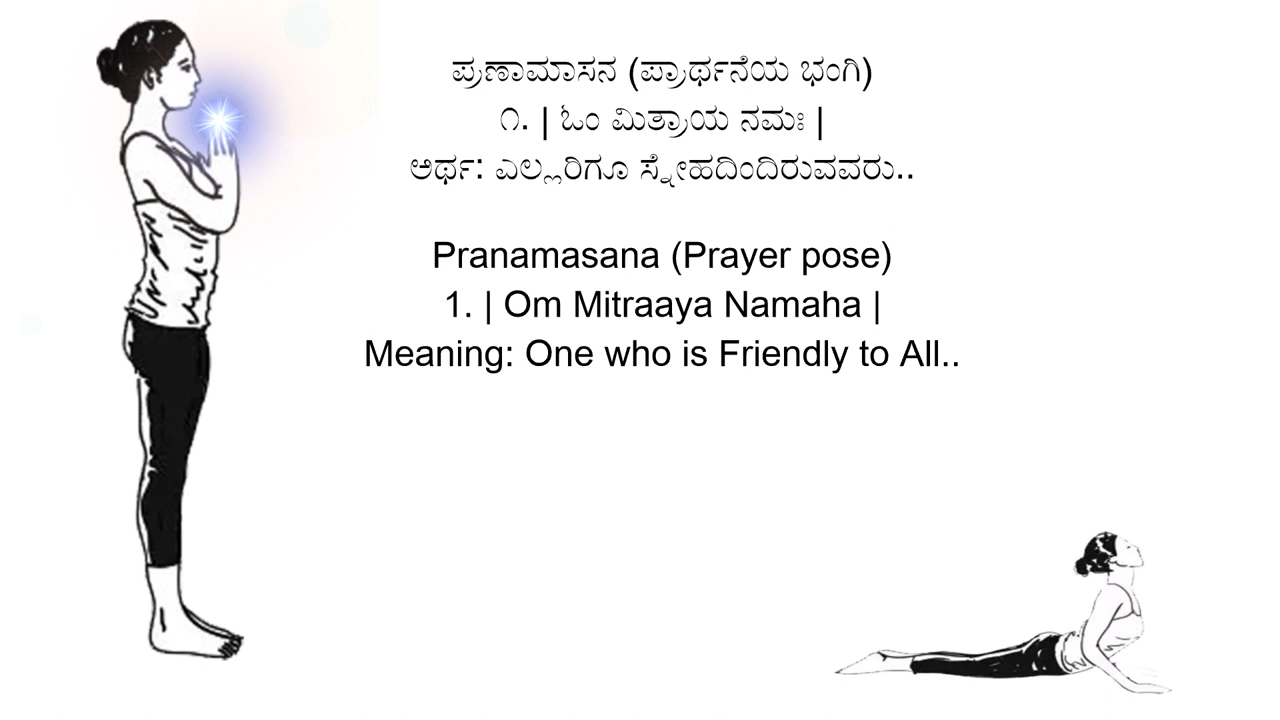 ಪ್ರಣಾಮಾಸನ (ಪ್ರಾರ್ಥನೆಯ ಭಂಗಿ)
೧. | ಓಂ ಮಿತ್ರಾಯ ನಮಃ |
ಅರ್ಥ: ಎಲ್ಲರಿಗೂ ಸ್ನೇಹದಿಂದಿರುವವರು..
Pranamasana (Prayer pose)
1. | Om Mitraaya Namaha |
Meaning: One who is Friendly to All..